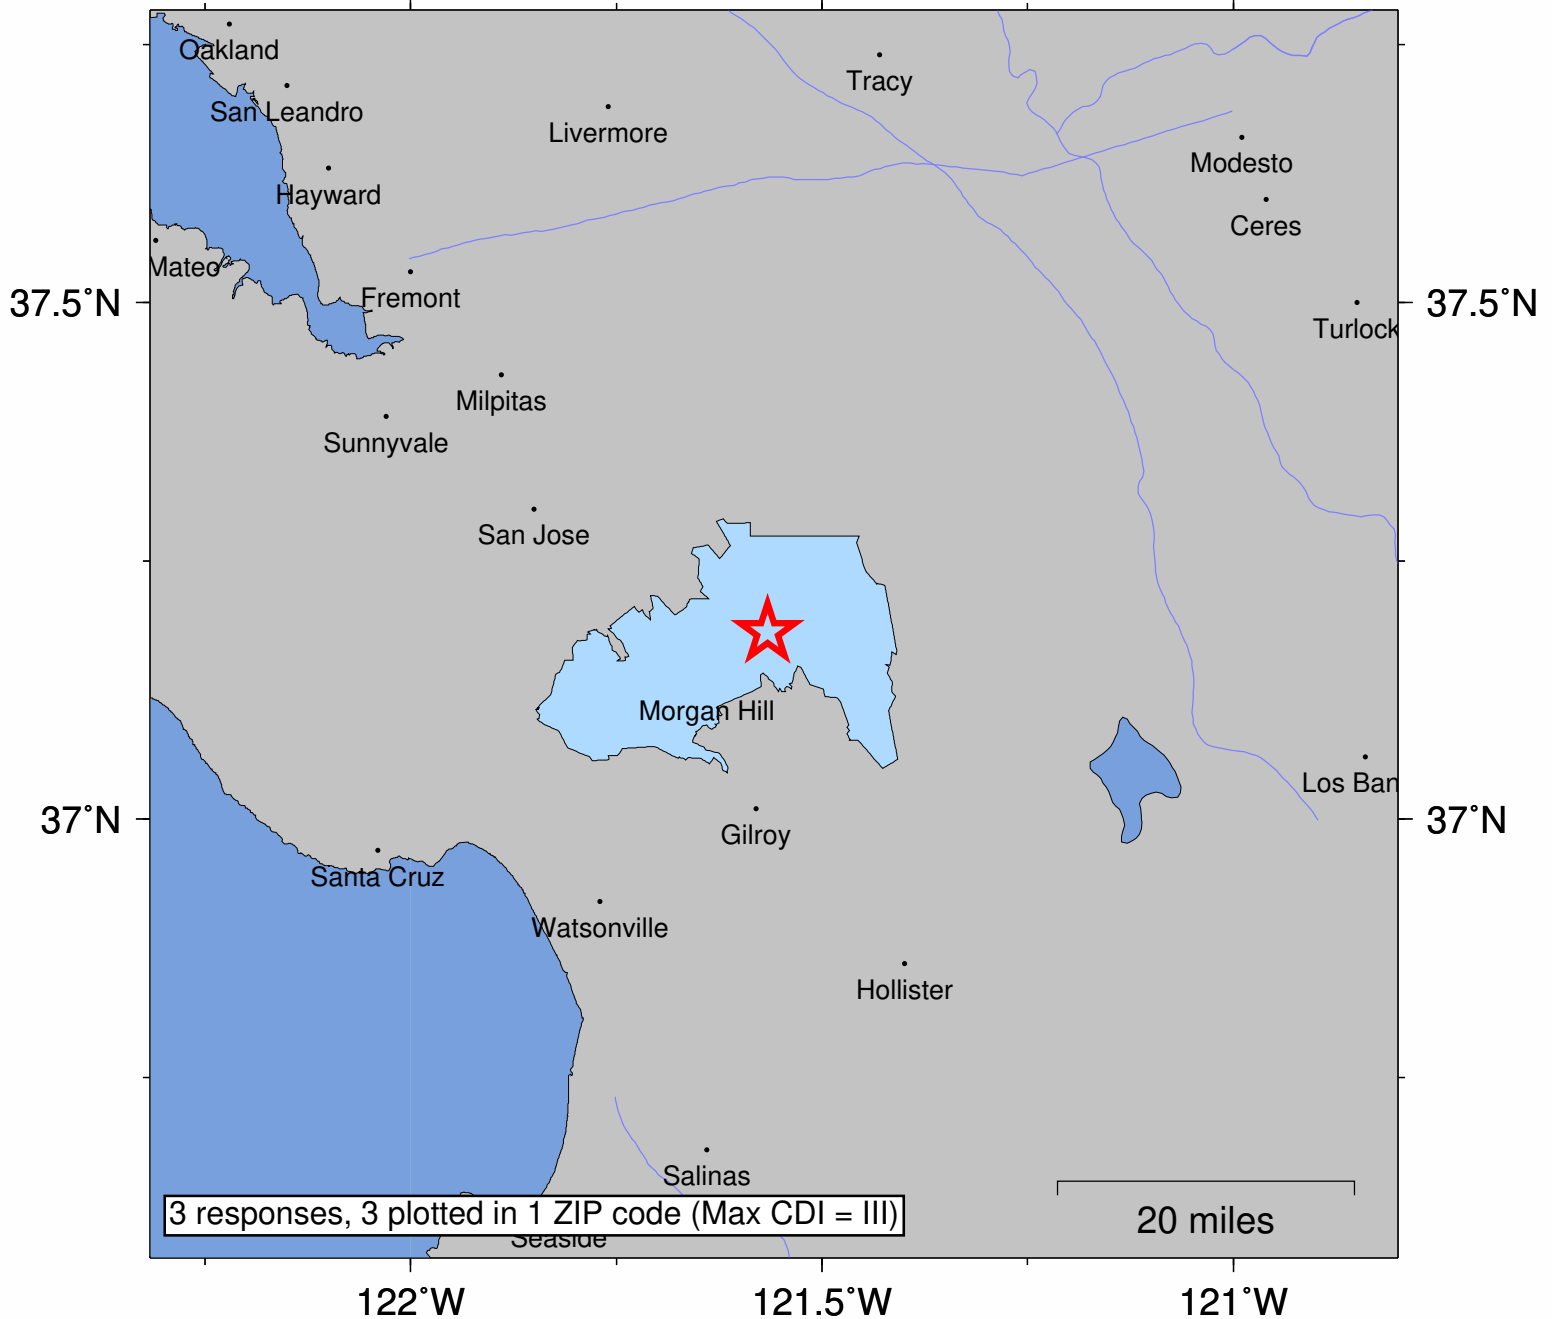 Oakland
Tracy
San Leandro
Livermore
Modesto
Hayward
Ceres
Mateo
Fremont
37.5˚N
37.5˚N
Turlock
Milpitas
Sunnyvale
San Jose
Morgan Hill
Los Ban
37˚N
37˚N
Gilroy
Santa Cruz
Watsonville
Hollister
Salinas
3 responses, 3 plotted in 1 ZIP code (Max CDI = III)
20 miles
Seaside
122˚W
121.5˚W
121˚W